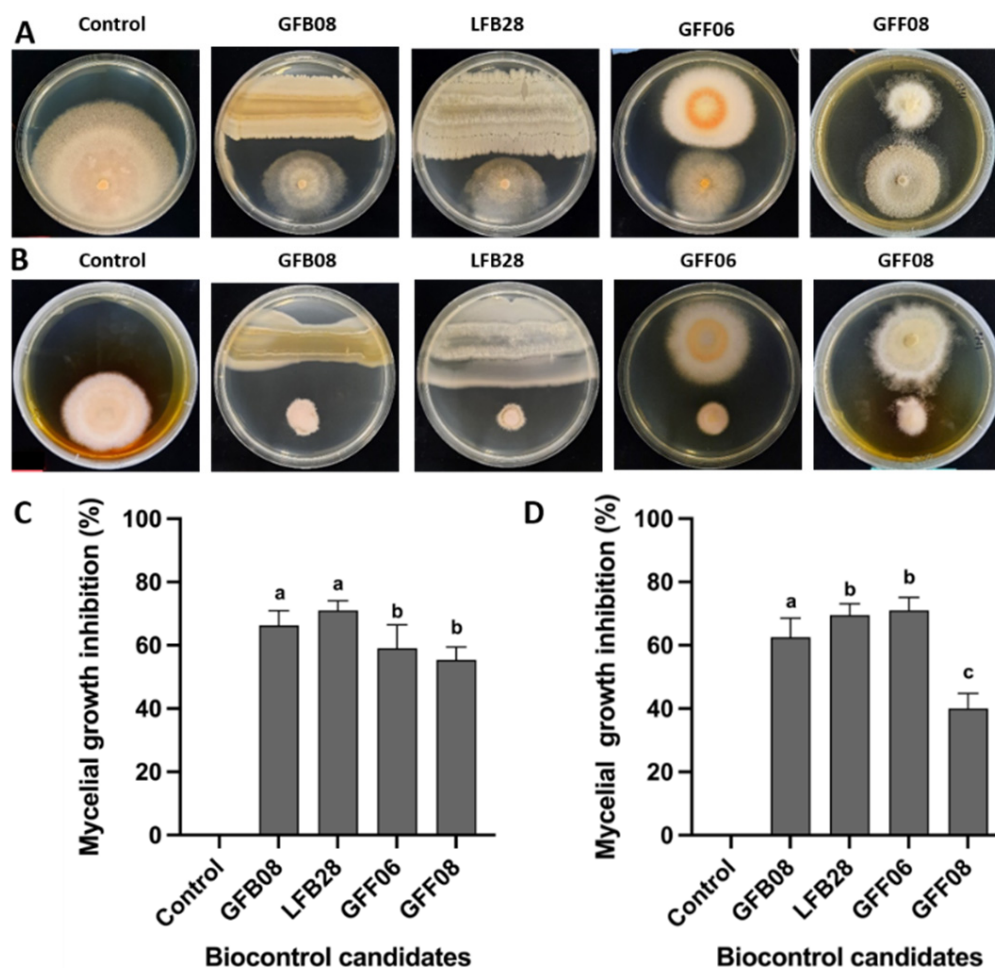 A
Control GFB08 LFB28 GFF06 GFF08
B
Control GFB08 LFB28 GFF06 GFF08
C
Mycelial growth inhibition (%)
100
80
60
40
20
0
a a b b
Control GFB08 LFB28 GFF06 GFF08
Biocontrol candidates
D
Mycelial growth inhibition (%)
100
80
60
40
20
0
a b b c
Control GFB08 LFB28 GFF06 GFF08
Biocontrol candidates